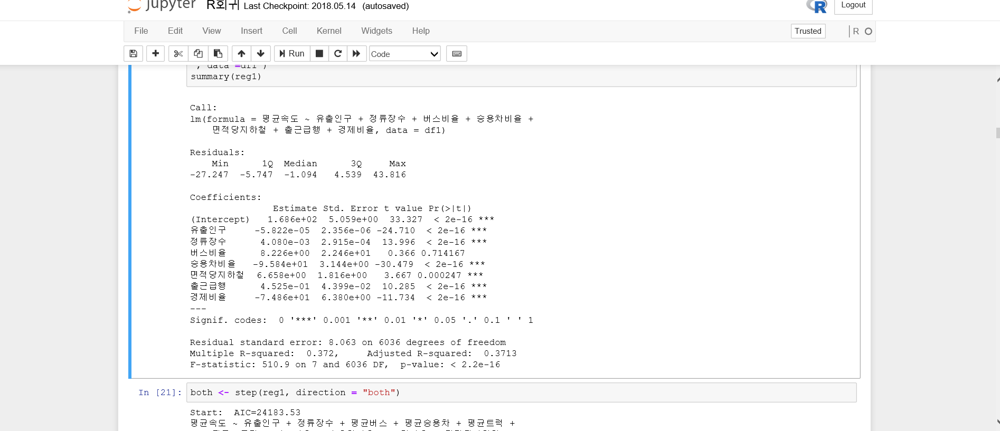 jupyter R회귀 Last Checkpoint: 2018.05.14 (autosaved)
Logout
File Edit View Insert Cell Kernel Widgets Help
Trusted R
Run Code
, data =df1 )
summary(reg1)
Call:
lm(formula = 평균속도 ~ 유출인구 + 정류장수 + 버스비율 + 승용차비율 +
면적당지하철 + 출근급행 + 경제비율, data = df1)
Residuals:
Min 1Q Median 3Q Max
-27.247 -5.747 -1.094 4.539 43.816
Coefficients:
Estimate Std. Error t value Pr(>|t|)
(Intercept) 1.686e+02 5.059e+00 33.327 < 2e-16 ***
유출인구 -5.822e-05 2.356e-06 -24.710 < 2e-16 ***
정류장수 4.080e-03 2.915e-04 13.996 < 2e-16 ***
버스비율 8.226e+00 2.246e+01 0.366 0.714167
승용차비율 -9.584e+01 3.144e+00 -30.479 < 2e-16 ***
면적당지하철 6.658e+00 1.816e+00 3.667 0.000247 ***
출근급행 4.525e-01 4.399e-02 10.285 < 2e-16 ***
경제비율 -7.486e+01 6.380e+00 -11.734 < 2e-16 ***
---
Signif. codes: 0 '***' 0.001 '**' 0.01 '*' 0.05 '.' 0.1 ' ' 1
Residual standard error: 8.063 on 6036 degrees of freedom
Multiple R-squared: 0.372, Adjusted R-squared: 0.3713
F-statistic: 510.9 on 7 and 6036 DF, p-value: < 2.2e-16
In [21]: both <- step(reg1, direction = "both")
Start: AIC=24183.53
평균속도 ~ 유출인구 + 정류장수 + 평균버스 + 평균승용차 + 평균트럭 +